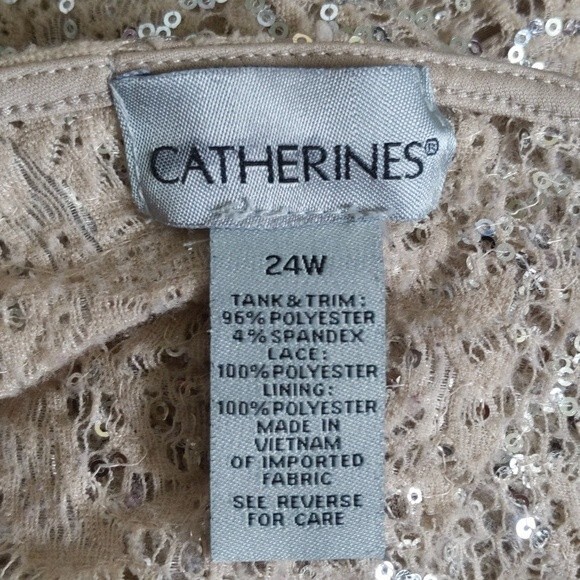 CATHERINES®
24W
TANK & TRIM:
96% POLYESTER
4% SPANDEX
LACE:
100% POLYESTER
LINING:
100% POLYESTER
MADE IN
VIETNAM
OF IMPORTED
FABRIC
SEE REVERSE
FOR CARE